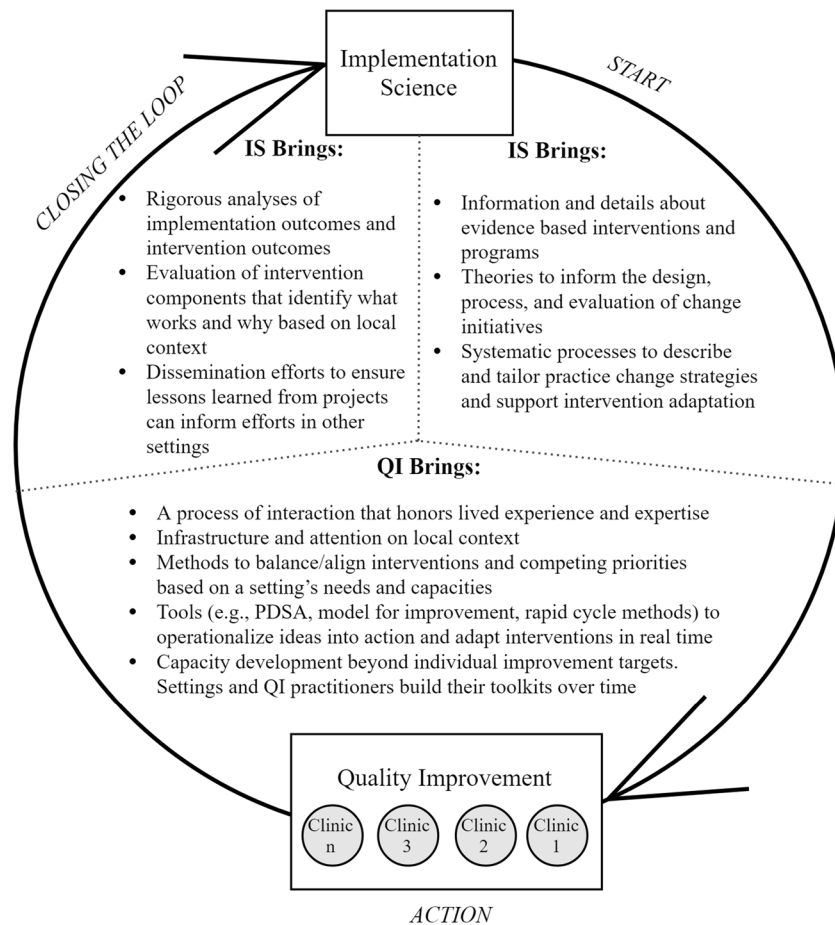 Implementation
Science
START
CLOSING THE LOOP
IS Brings:
Rigorous analyses of
implementation outcomes and
intervention outcomes
Evaluation of intervention
components that identify what
works and why based on local
context
Dissemination efforts to ensure
lessons learned from projects
can inform efforts in other
settings
IS Brings:
Information and details about
evidence based interventions and
programs
Theories to inform the design,
process, and evaluation of change
initiatives
Systematic processes to describe
and tailor practice change strategies
and support intervention adaptation
QI Brings:
A process of interaction that honors lived experience and expertise
Infrastructure and attention on local context
Methods to balance/align interventions and competing priorities
based on a setting’s needs and capacities
Tools (e.g., PDSA, model for improvement, rapid cycle methods) to
operationalize ideas into action and adapt interventions in real time
Capacity development beyond individual improvement targets.
Settings and QI practitioners build their toolkits over time
Quality Improvement
Clinic
n
Clinic
3
Clinic
2
Clinic
1
ACTION